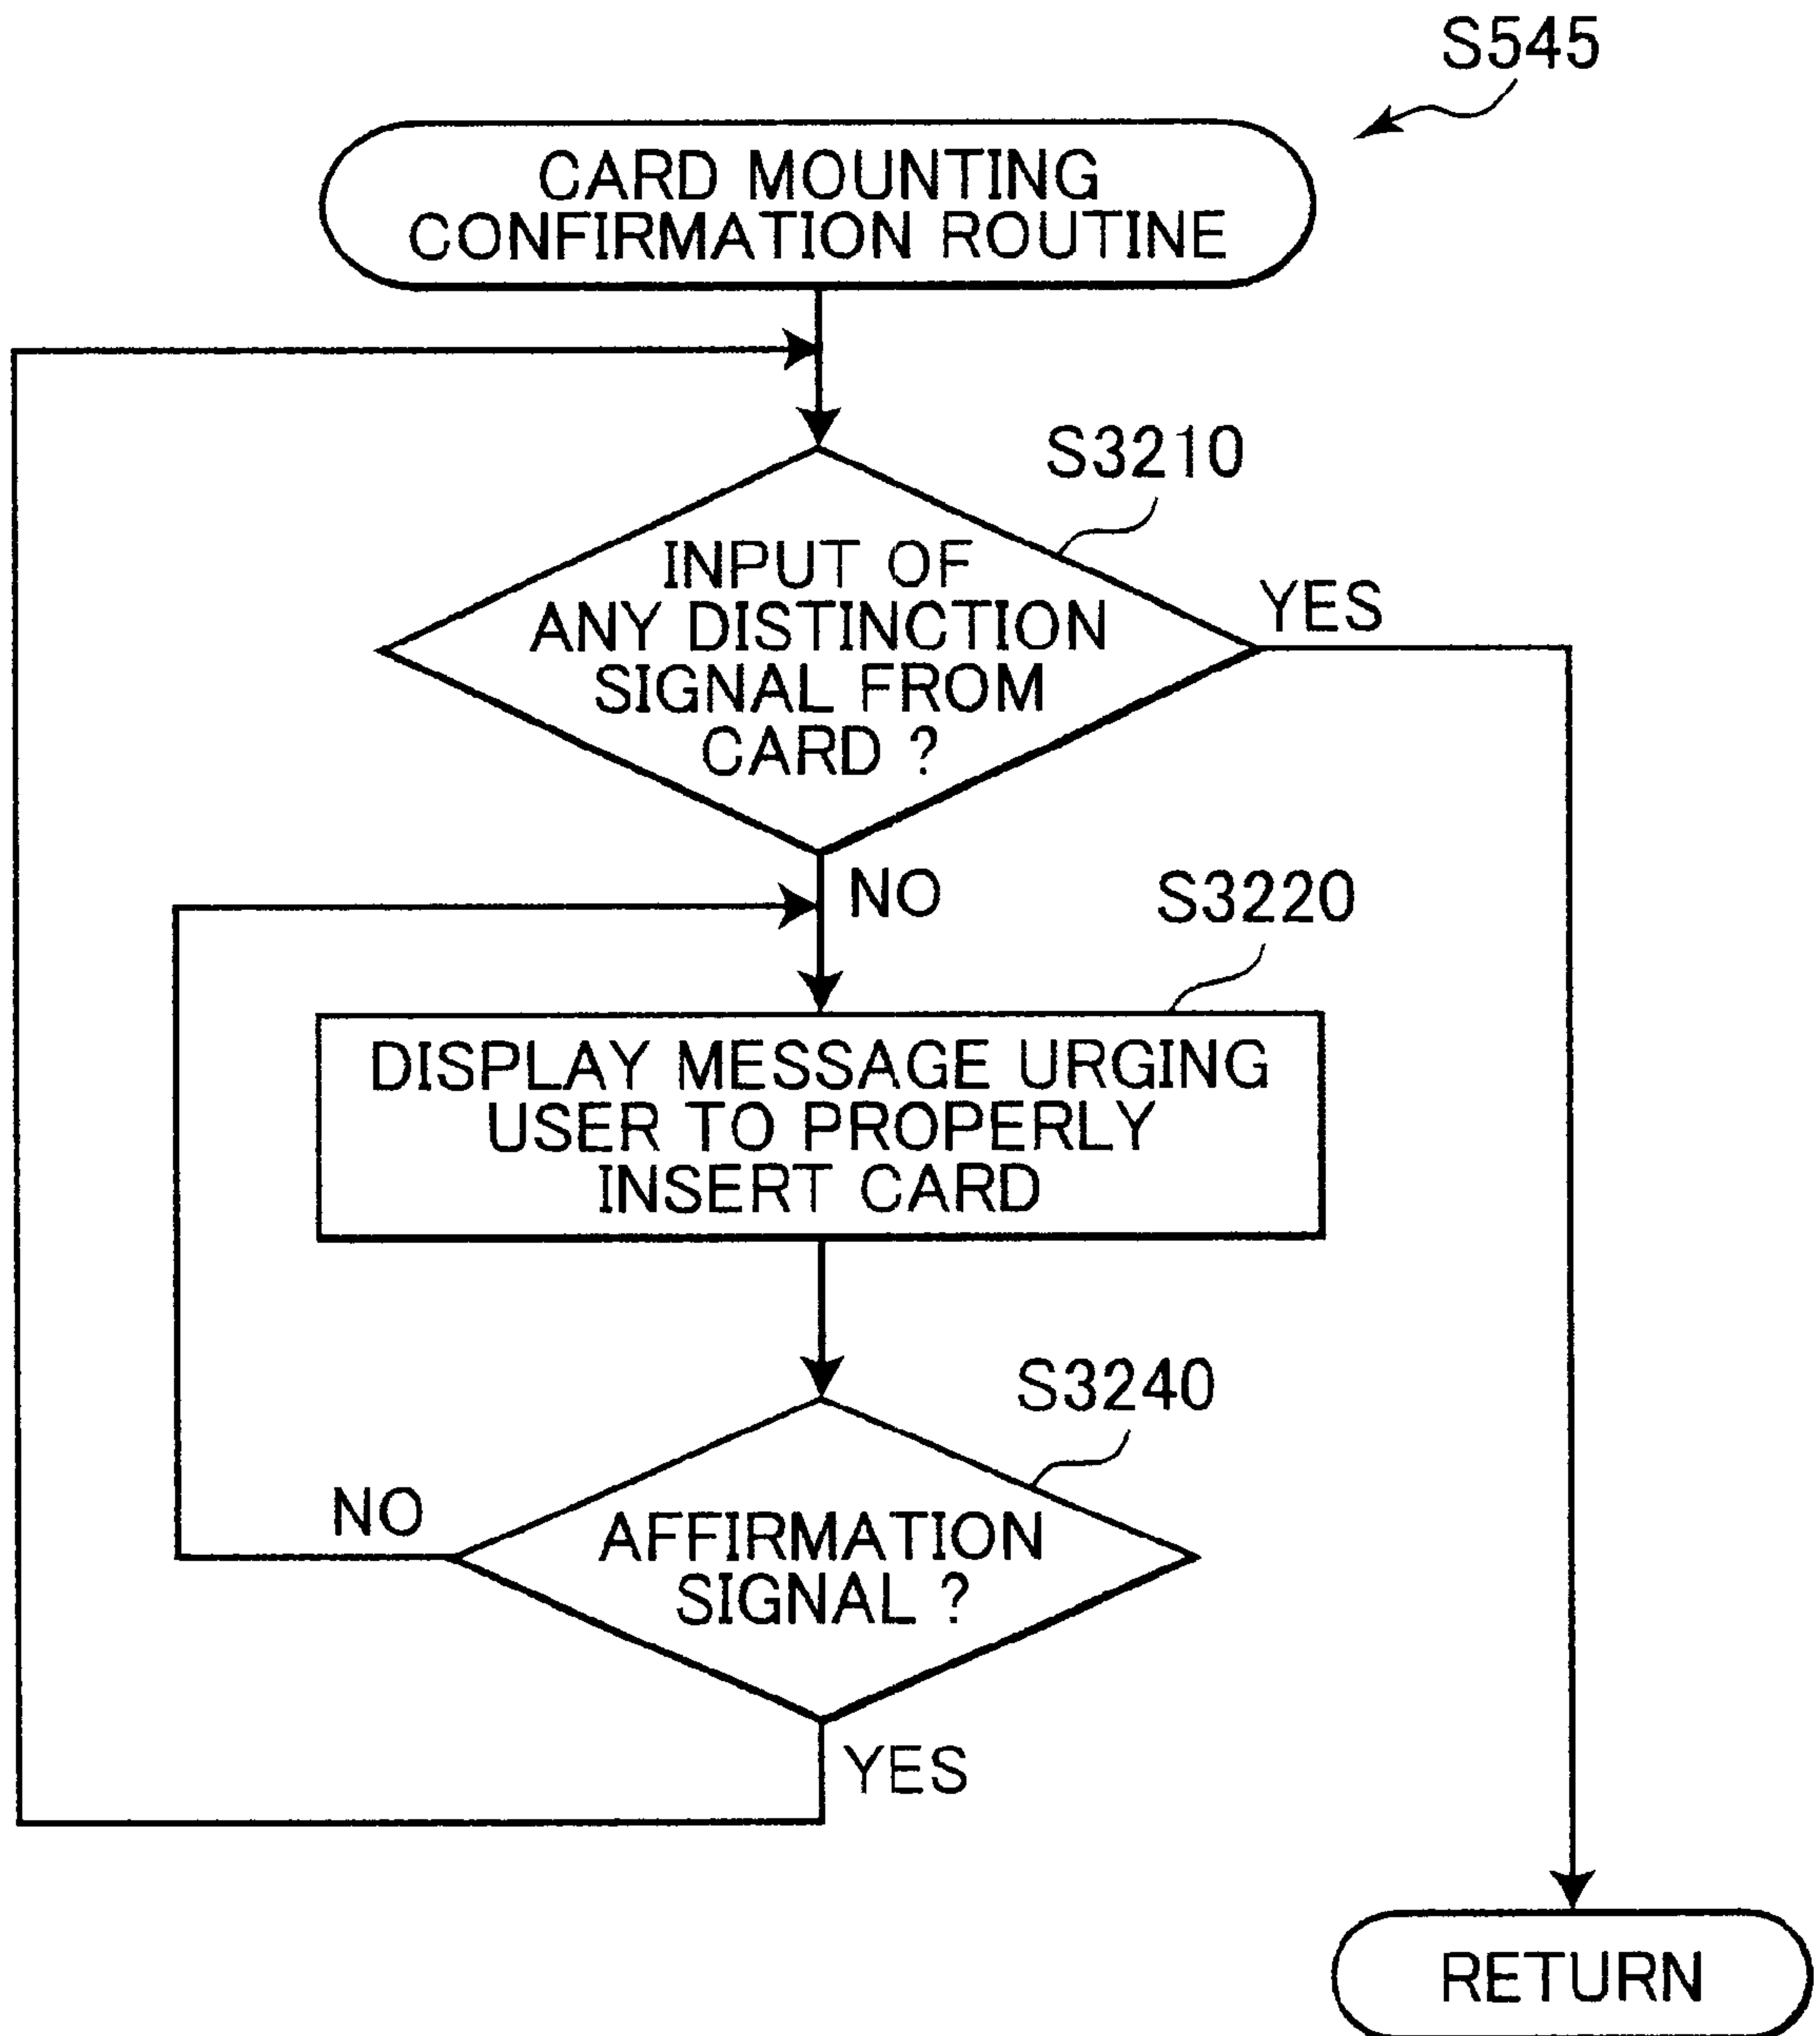 S545
CARD MOUNTING
CONFIRMATION ROUTINE
S3210
INPUT OF
ANY DISTINCTION
SIGNAL FROM
CARD ?
YES
NO
S3220
DISPLAY MESSAGE URGING
USER TO PROPERLY
INSERT CARD
S3240
NO
AFFIRMATION
SIGNAL ?
YES
RETURN